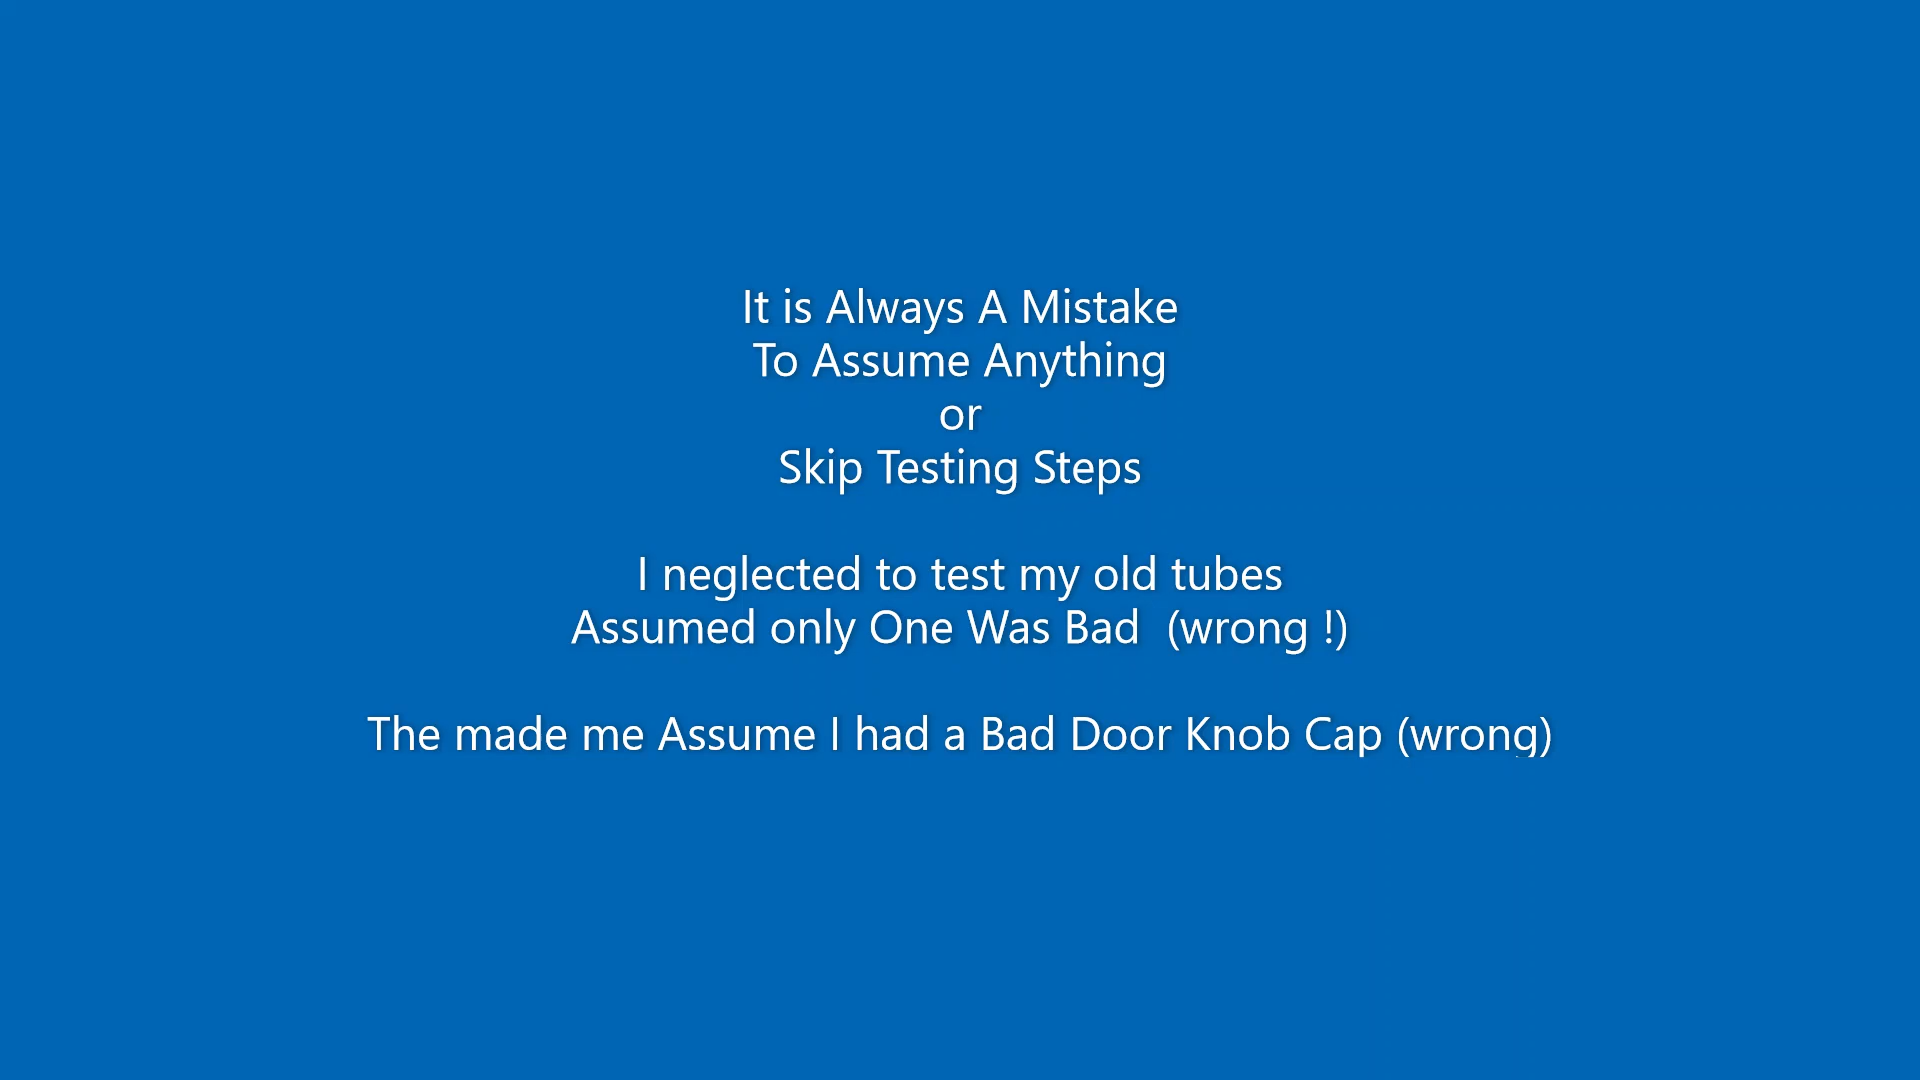 It is Always A Mistake
To Assume Anything
or
Skip Testing Steps
I neglected to test my old tubes
Assumed only One Was Bad  (wrong !)
The made me Assume I had a Bad Door Knob Cap (wrong)